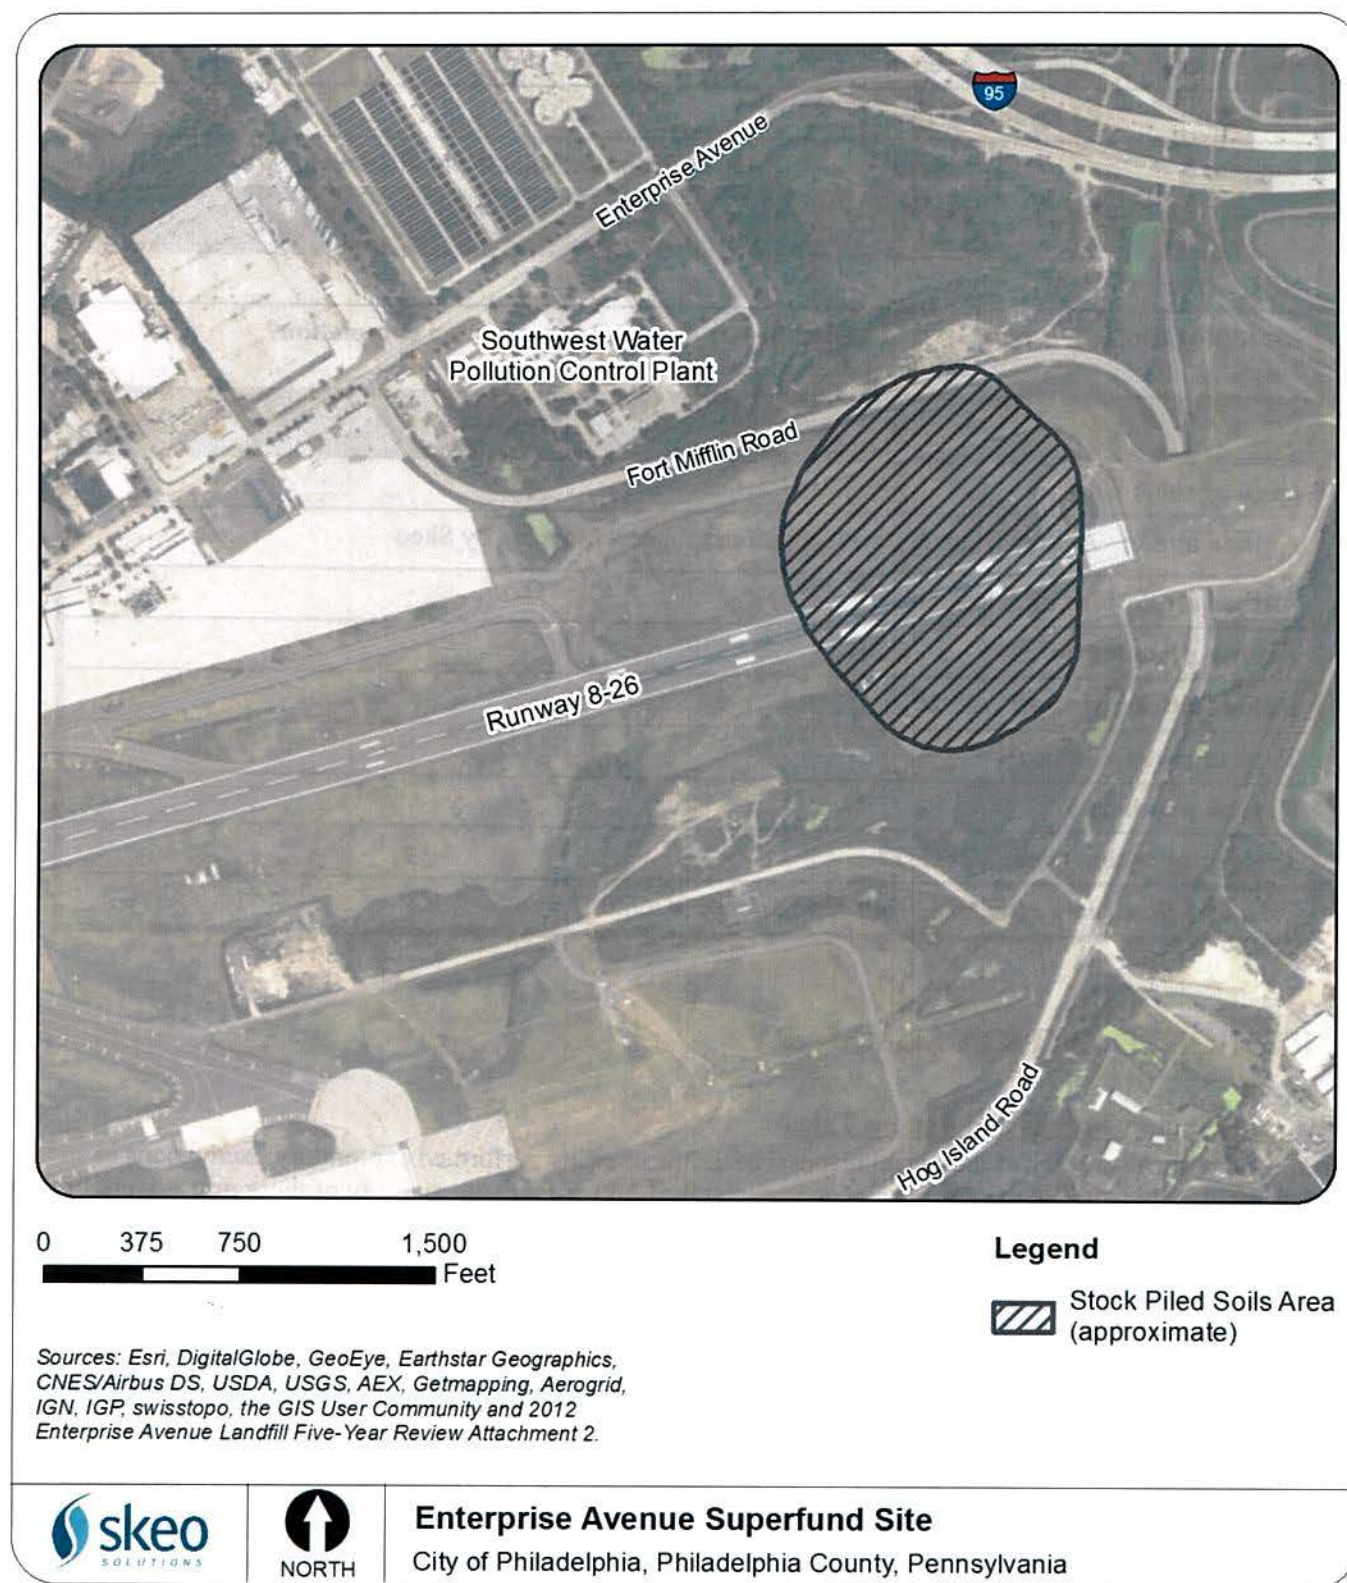 95
Enterprise Avenue
Southwest Water
Pollution Control Plant
Fort Mifflin Road
Runway 8-26
Hog Island Road
0 375 750 1,500
Feet
Legend
Stock Piled Soils Area
(approximate)
Sources: Esri, DigitalGlobe, GeoEye, Earthstar Geographics,
CNES/Airbus DS, USDA, USGS, AEX, Getmapping, Aerogrid,
IGN, IGP, swisstopo, the GIS User Community and 2012
Enterprise Avenue Landfill Five-Year Review Attachment 2.
skeo
SOLUTIONS
NORTH
Enterprise Avenue Superfund Site
City of Philadelphia, Philadelphia County, Pennsylvania